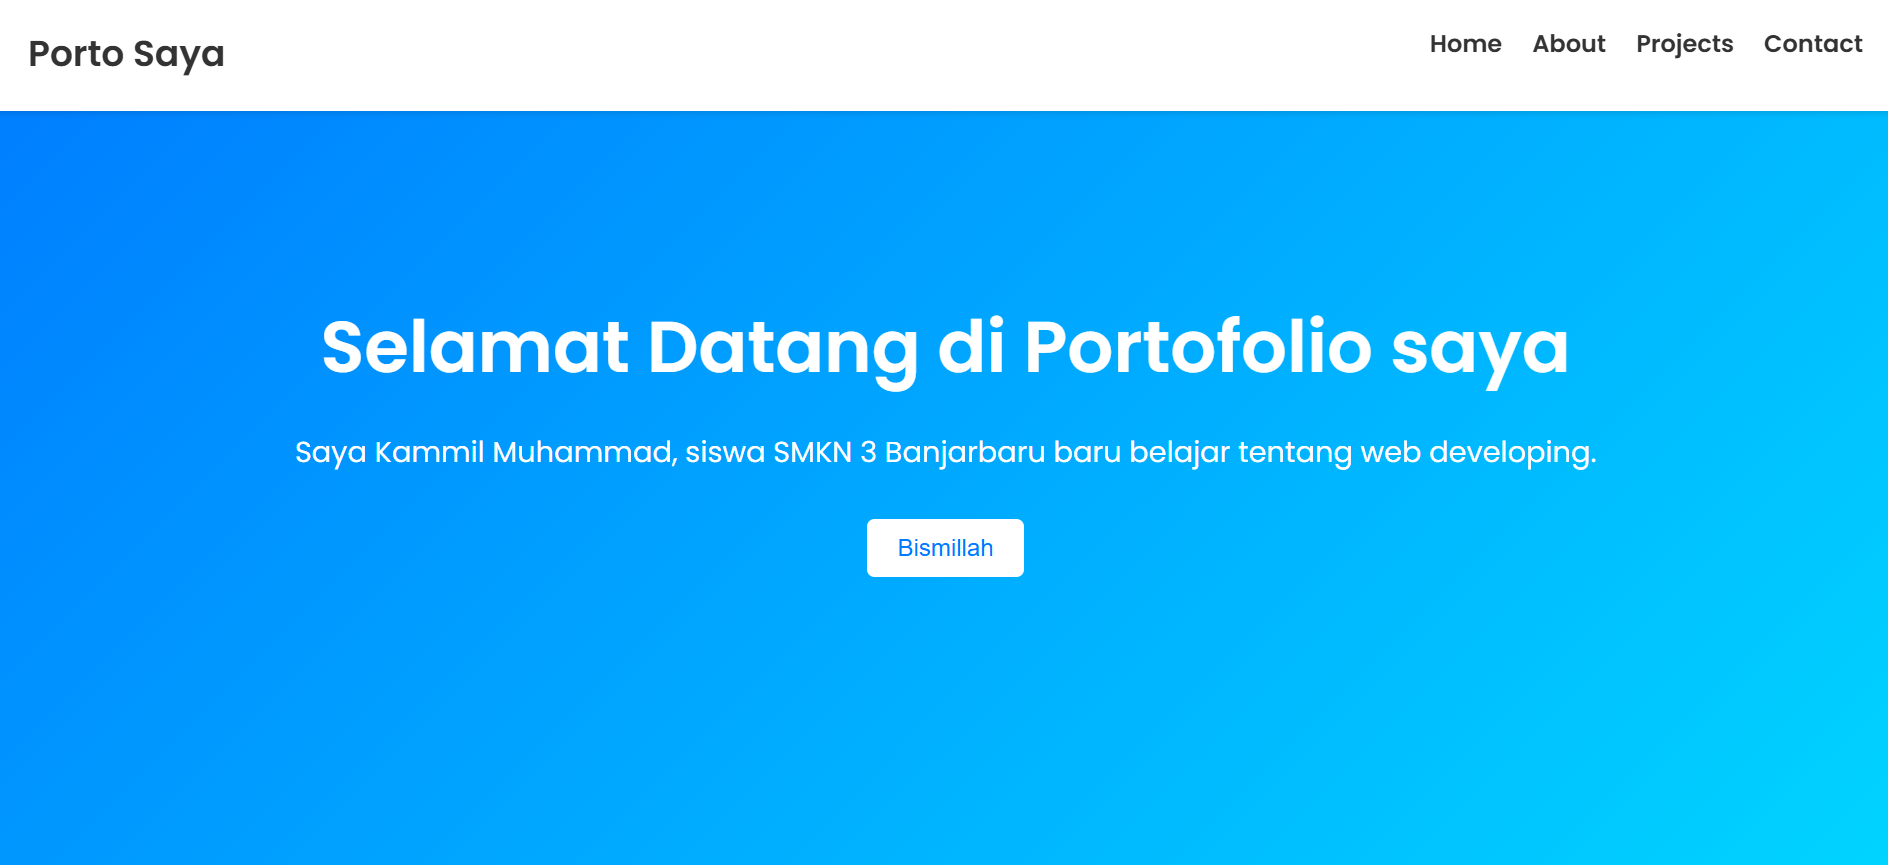 Porto Saya
Home About Projects Contact
Selamat Datang di Portofolio saya
Saya Kammil Muhammad, siswa SMKN 3 Banjarbaru baru belajar tentang web developing.
Bismillah